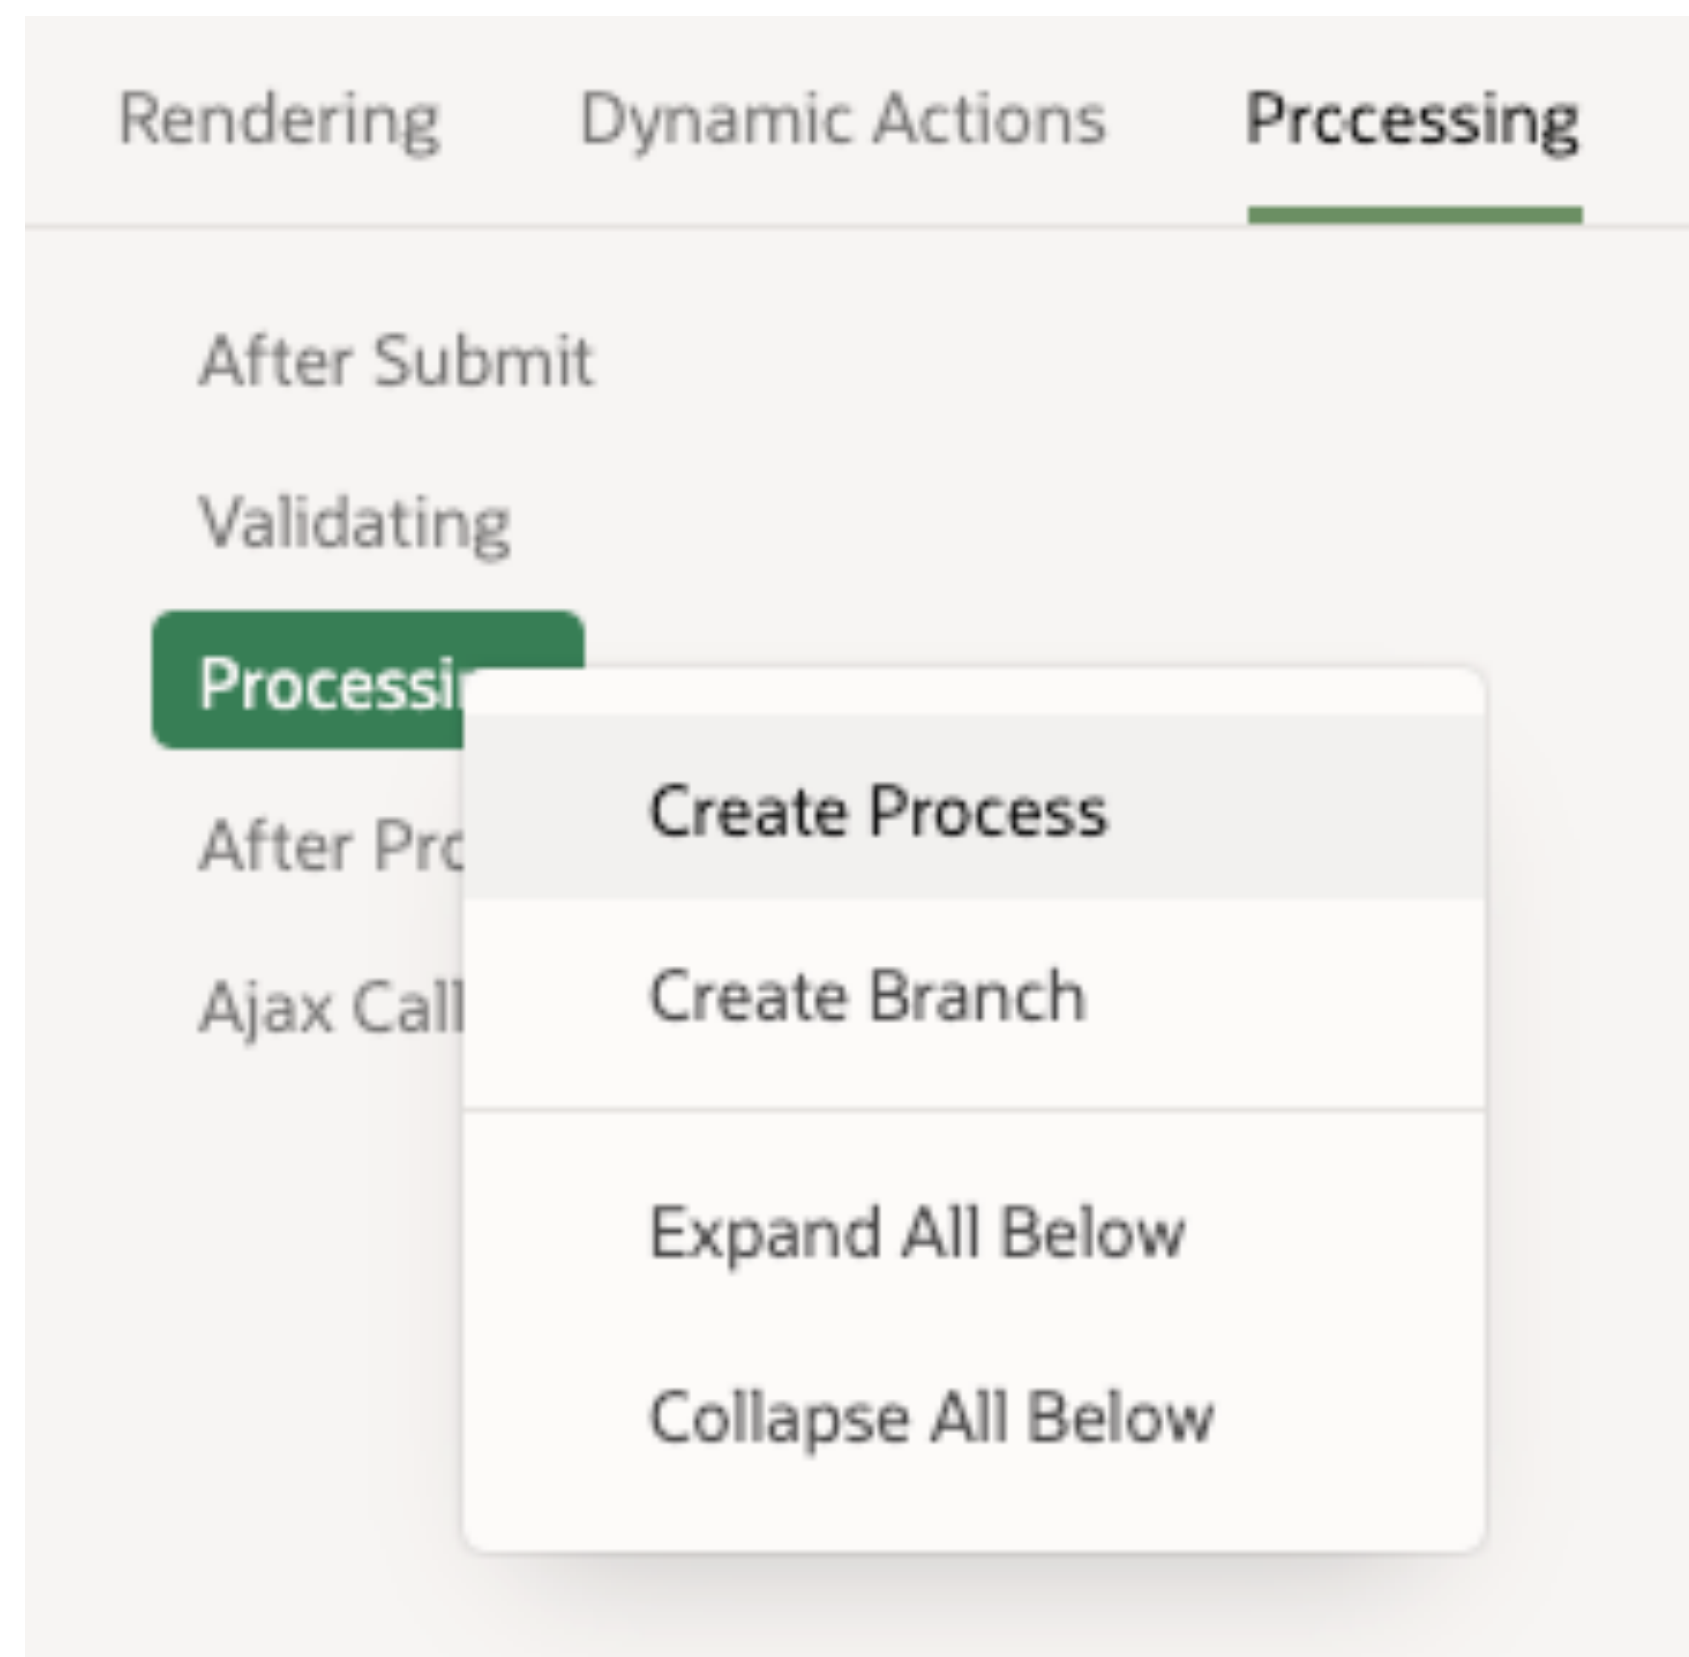 Rendering Dynamic Actions Prccessing
After Submit
Validating
Processi
Create Process
After Pro
Create Branch
Ajax Call
Expand All Below
Collapse All Below